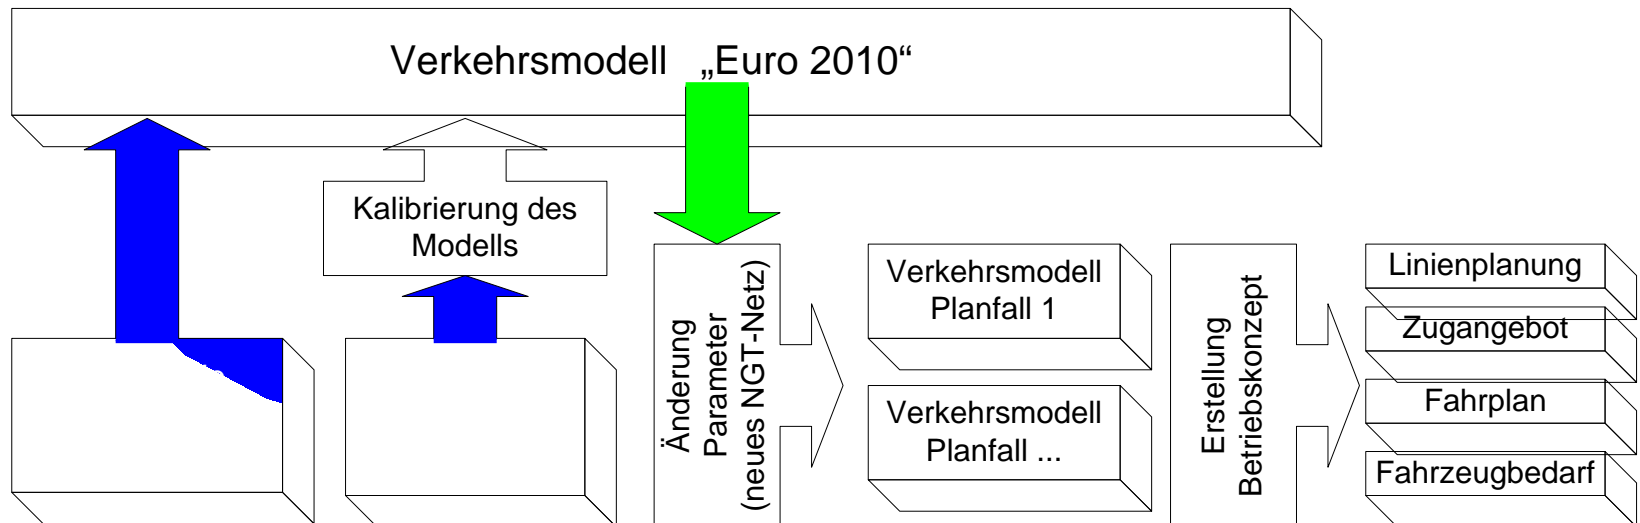 Verkehrsmodell „Euro 2010“
Kalibrierung des
Modells
Änderung
Parameter
(neues NGT-Netz)
Verkehrsmodell
Planfall 1
Verkehrsmodell
Planfall ...
Erstellung
Betriebskonzept
Linienplanung
Zugangebot
Fahrplan
Fahrzeugbedarf